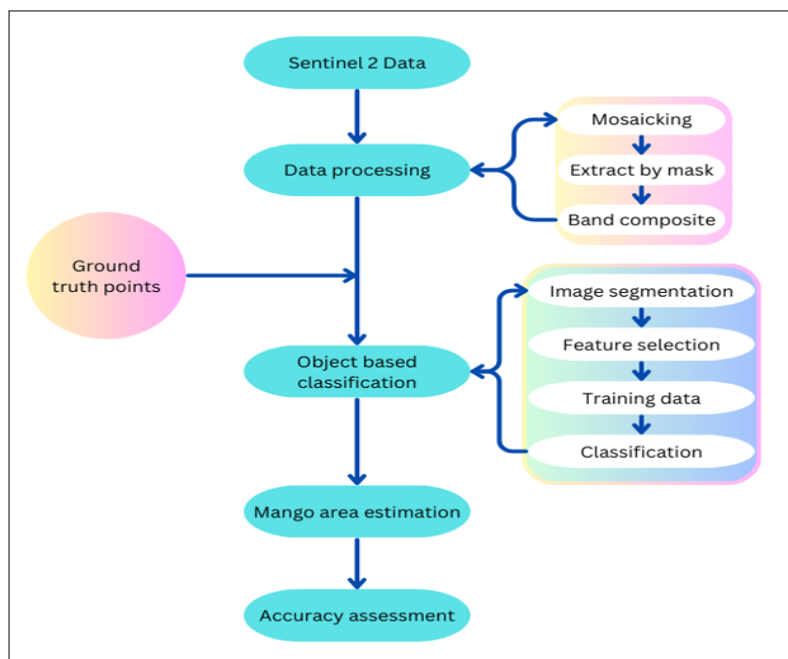 Sentinel 2 Data
Data processing
Mosaicking
Extract by mask
Band composite
Ground
truth points
Object based
classification
Image segmentation
Feature selection
Training data
Classification
Mango area estimation
Accuracy assessment